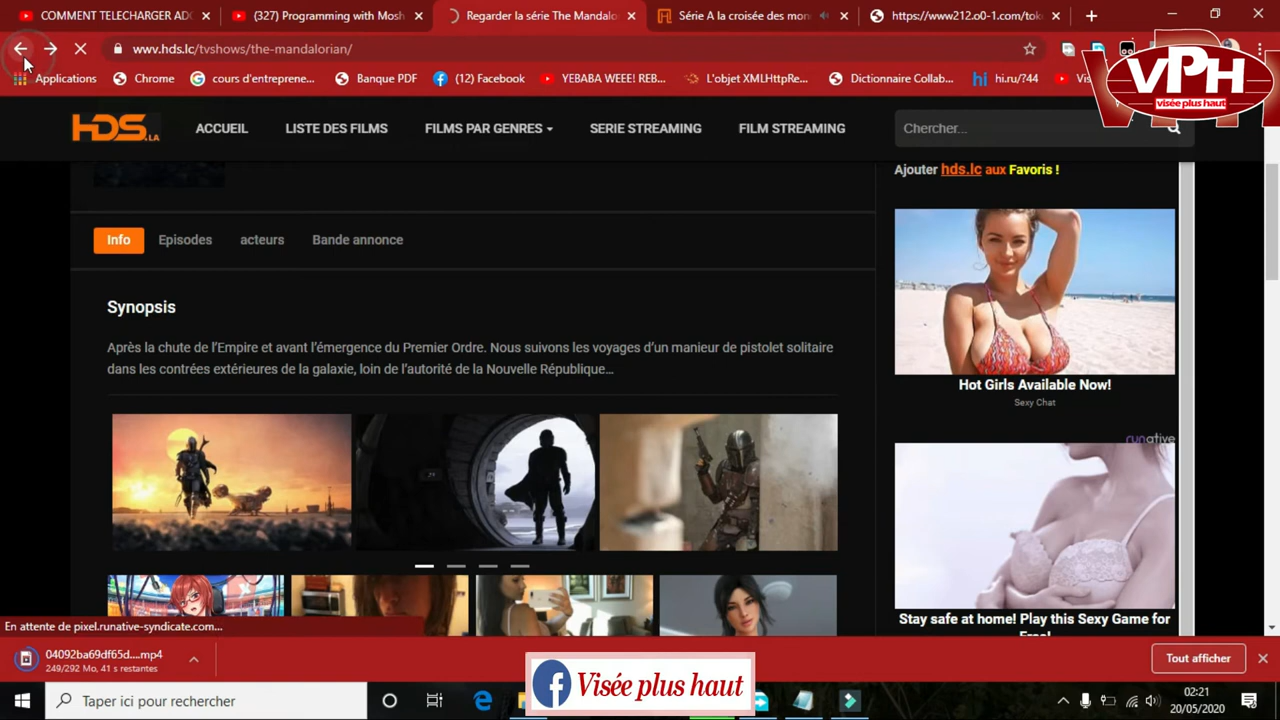 COMMENT TELECHARGER ADO
(327) Programming with Mosh
Regarder la série The Mandalo
Série A la croisée des mon
https://www212.o0-1.com/tok
wwv.hds.lc/tvshows/the-mandalorian/
Applications
Chrome
cours d'entreprene...
Banque PDF
(12) Facebook
YEBABA WEEE! REB...
L'objet XMLHttpRe...
Dictionnaire Collab...
hi
hi.ru/?44
Vis
VPH
visée plus haut
HDS.LA
ACCUEIL
LISTE DES FILMS
FILMS PAR GENRES
SERIE STREAMING
FILM STREAMING
Chercher...
Ajouter hds.lc aux Favoris !
Info
Episodes
acteurs
Bande annonce
Synopsis
Après la chute de l'Empire et avant l'émergence du Premier Ordre. Nous suivons les voyages d'un manieur de pistolet solitaire
dans les contrées extérieures de la galaxie, loin de l'autorité de la Nouvelle République...
Hot Girls Available Now!
Sexy Chat
runative
Stay safe at home! Play this Sexy Game for
Free!
En attente de pixel.runative-syndicate.com...
04092ba69df65d....mp4
249/292 Mo, 41 s restantes
Tout afficher
Visée plus haut
Taper ici pour rechercher
02:21
20/05/2020